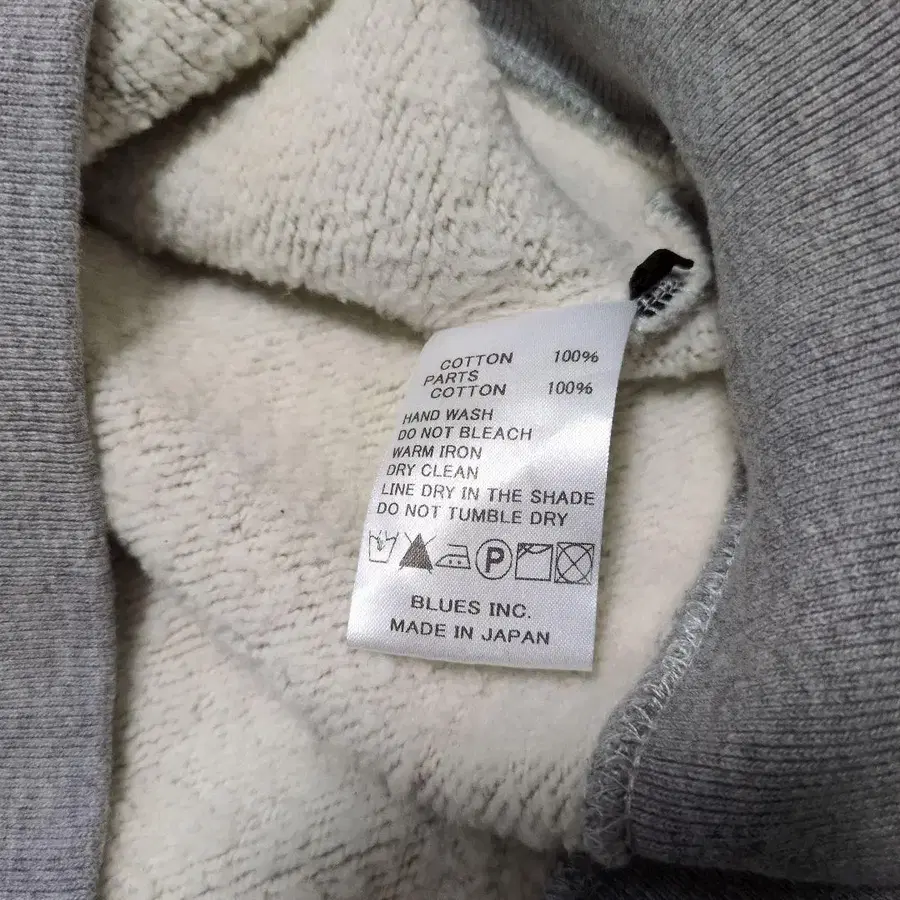 COTTON 100%
PARTS
COTTON 100%
HAND WASH
DO NOT BLEACH
WARM IRON
DRY CLEAN
LINE DRY IN THE SHADE
DO NOT TUMBLE DRY
P
BLUES INC.
MADE IN JAPAN